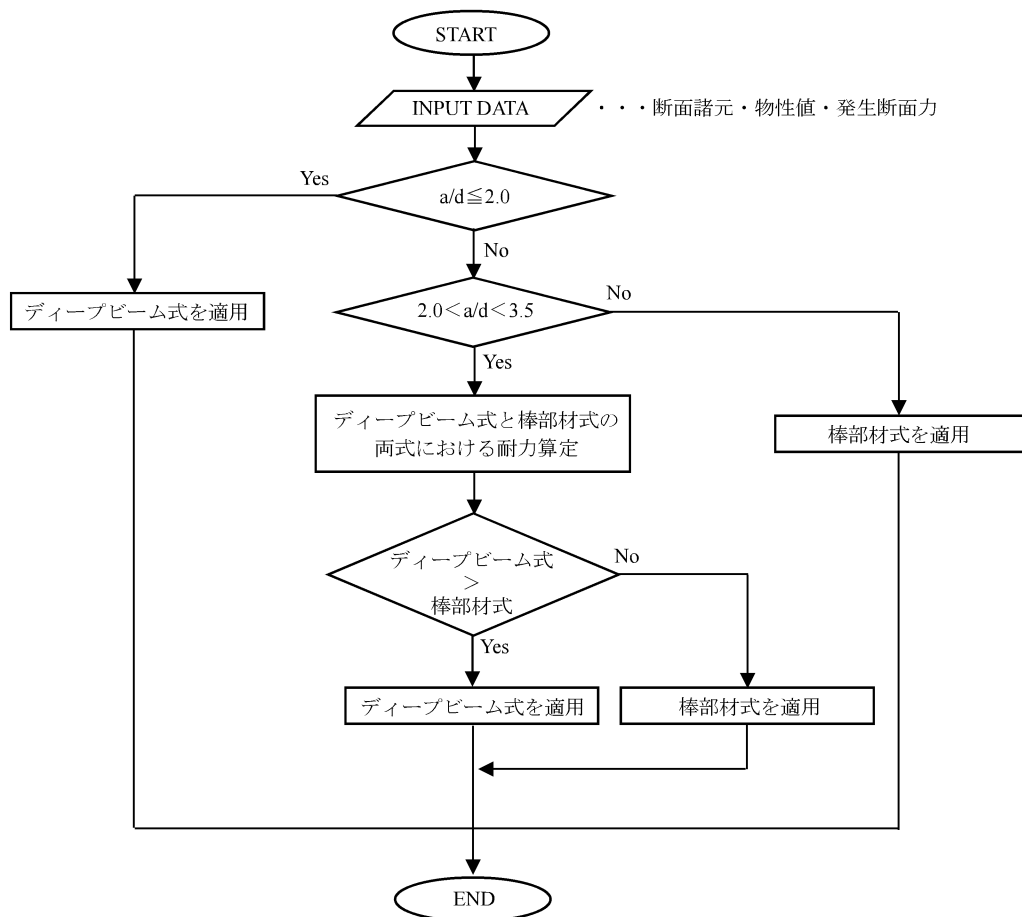 START
INPUT DATA
・・・断面諸元・物性値・発生断面力
Yes
a/d≦2.0
No
ディープビーム式を適用
2.0＜a/d＜3.5
No
Yes
ディープビーム式と棒部材式の
両式における耐力算定
棒部材式を適用
ディープビーム式
＞
棒部材式
No
Yes
ディープビーム式を適用
棒部材式を適用
END